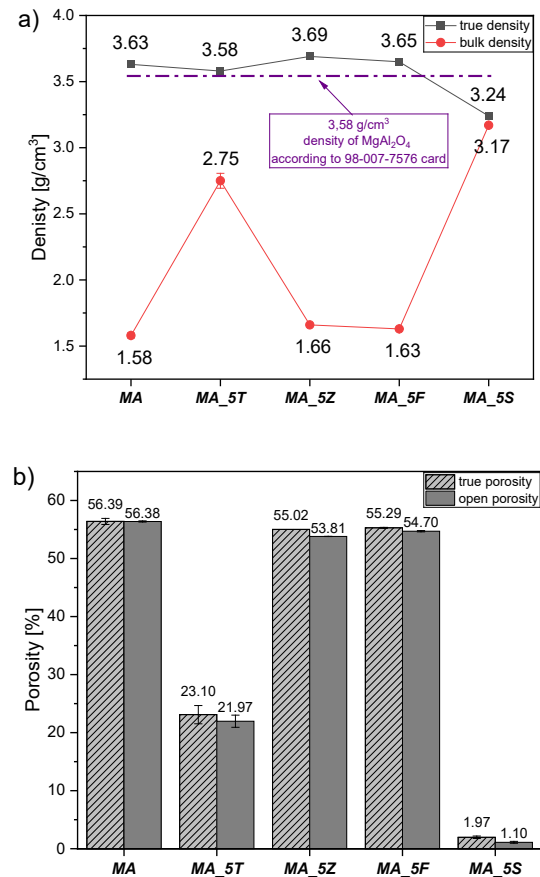 a)
true density
bulk density
4.0
3.5
3.0
2.5
2.0
1.5
Denisty [g/cm³]
3.63
3.58
3.69
3.65
3.24
3.17
2.75
1.58
1.66
1.63
3,58 g/cm³
density of MgAl₂O₄
according to 98-007-7576 card
MA
MA_5T
MA_5Z
MA_5F
MA_5S
b)
true porosity
open porosity
65
60
50
40
30
20
10
0
Porosity [%]
56.39
56.38
23.10
21.97
55.02
53.81
55.29
54.70
1.97
1.10
MA
MA_5T
MA_5Z
MA_5F
MA_5S